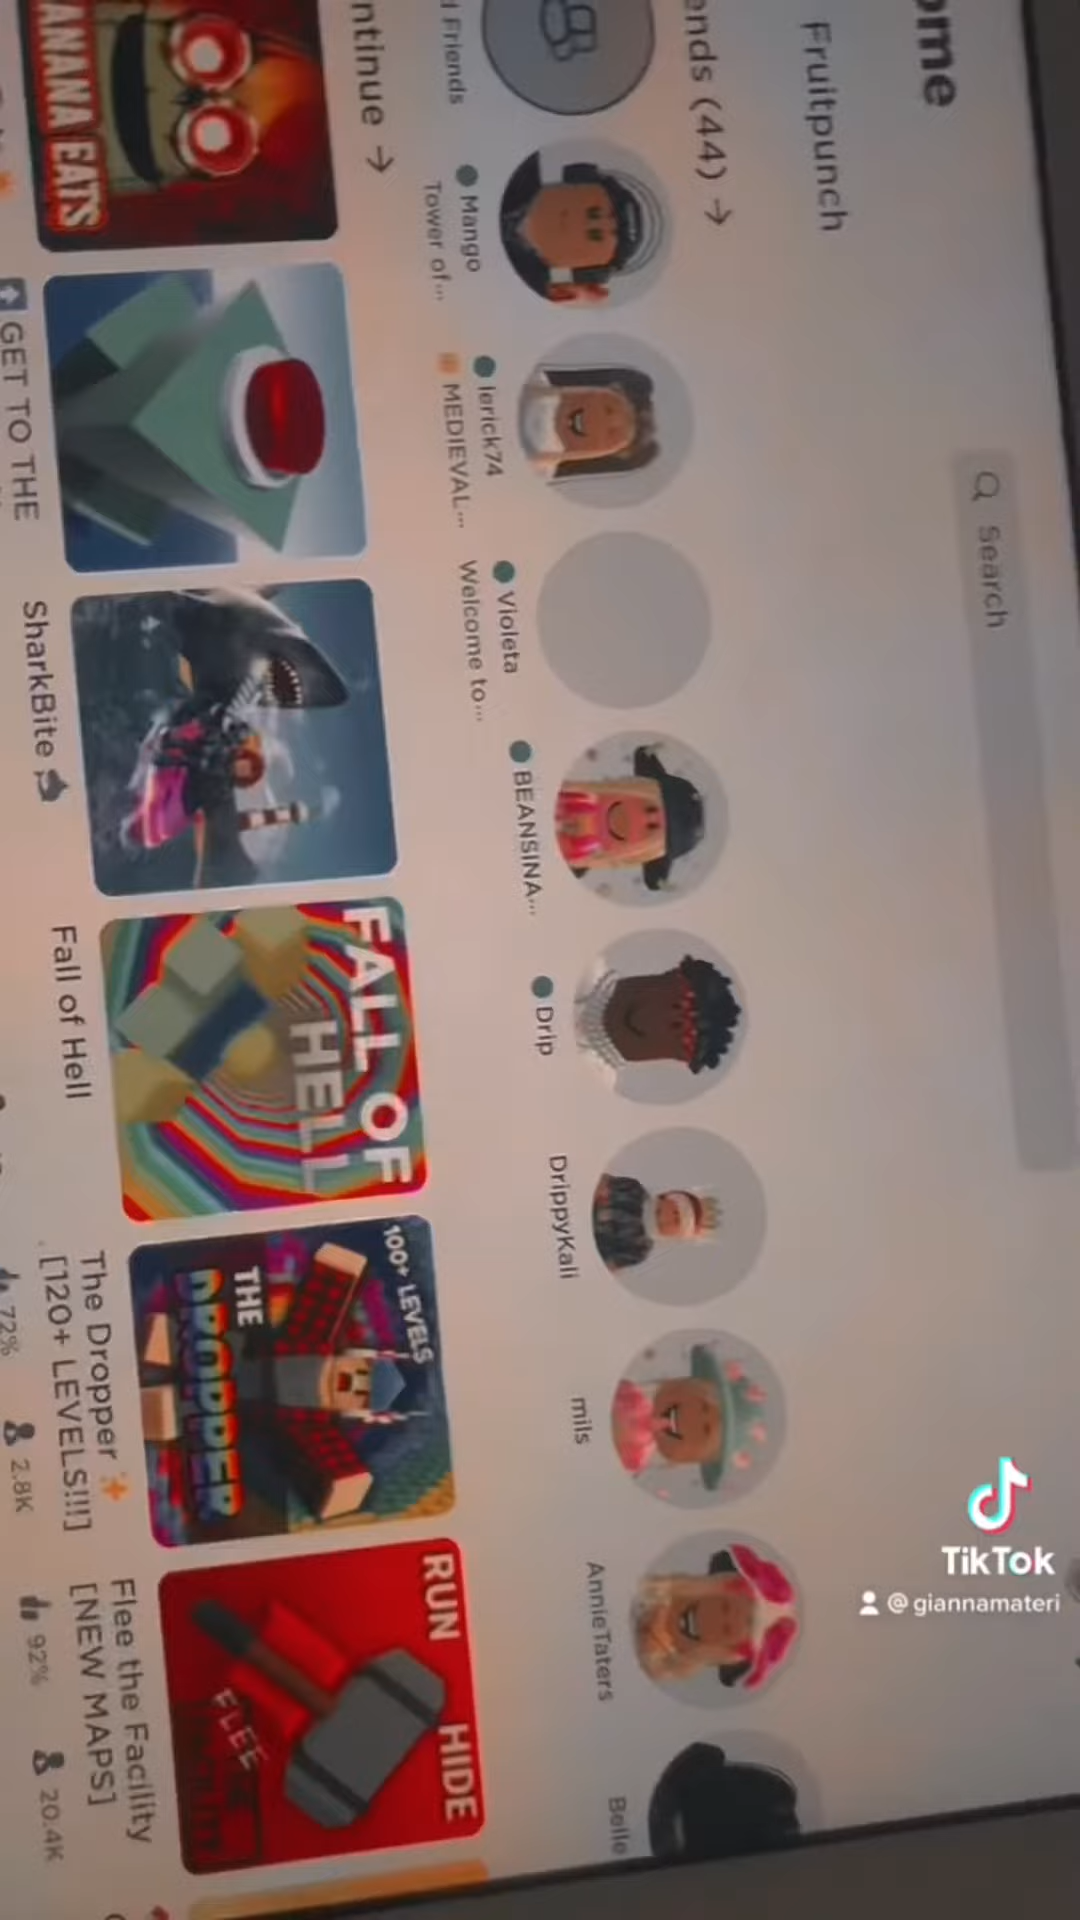 ome
Search
Fruitpunch
ends (44) →
d Friends
Mango
Tower of...
lerick74
MEDIEVAL...
Violeta
Welcome to...
BEANSINA...
Drip
DrippyKali
mils
AnnieTaters
Belle
ntinue →
ANANA EATS
GET TO THE
SharkBite
FALL OF
HELL
Fall of Hell
100+ LEVELS
THE
DROPPER
The Dropper ✨
[120+ LEVELS!!!]
72% 2.8K
RUN HIDE
FLEE
Flee the Facility
[NEW MAPS]
92% 20.4K
TikTok
@giannamateri